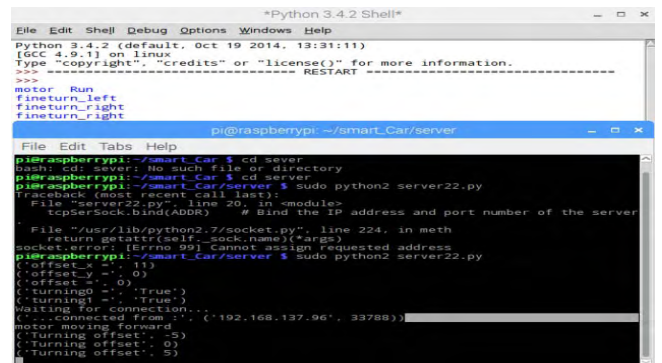 *Python 3.4.2 Shell*
File Edit Shell Debug Options Windows Help
Python 3.4.2 (default, Oct 19 2014, 13:31:11)
[GCC 4.9.1] on linux
Type "copyright", "credits" or "license()" for more information.
>>> ================================ RESTART ================================
>>>
motor Run
fineturn_left
fineturn_right
fineturn_right
pi@raspberrypi: ~/smart_Car/server
File Edit Tabs Help
pi@raspberrypi:~/smart_Car $ cd sever
bash: cd: sever: No such file or directory
pi@raspberrypi:~/smart_Car $ cd server
pi@raspberrypi:~/smart_Car/server $ sudo python2 server22.py
Traceback (most recent call last):
File "server22.py", line 20, in <module>
tcpSerSock.bind(ADDR) # Bind the IP address and port number of the server
.
File "/usr/lib/python2.7/socket.py", line 224, in meth
return getattr(self._sock,name)(*args)
socket.error: [Errno 99] Cannot assign requested address
pi@raspberrypi:~/smart_Car/server $ sudo python2 server22.py
('offset_x =', 11)
('offset_y =', 0)
('offset =', 0)
('turning0 =', 'True')
('turning1 =', 'True')
Waiting for connection...
('...connected from :', ('192.168.137.96', 33788))
motor moving forward
('Turning offset', -5)
('Turning offset', 0)
('Turning offset', 5)